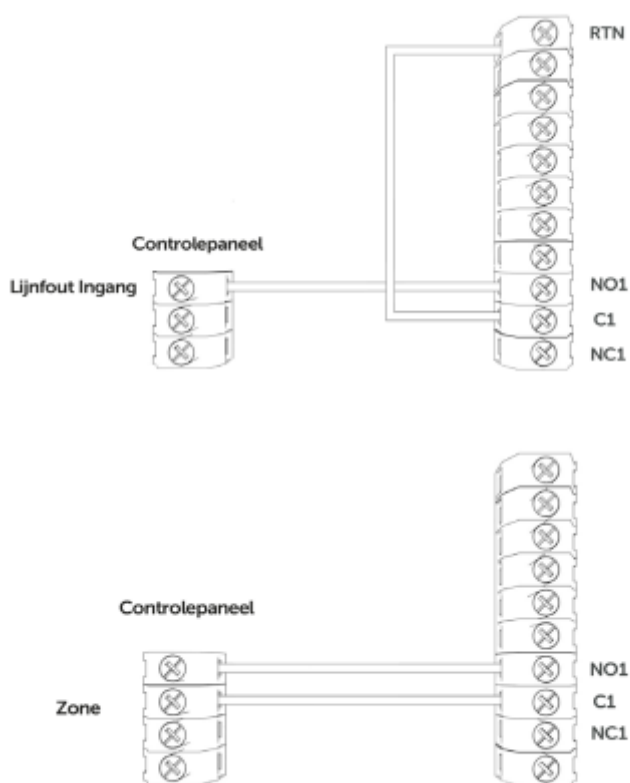 RTN
Controlepaneel
Lijnfout Ingang
NO1
C1
NC1
Controlepaneel
NO1
Zone
C1
NC1